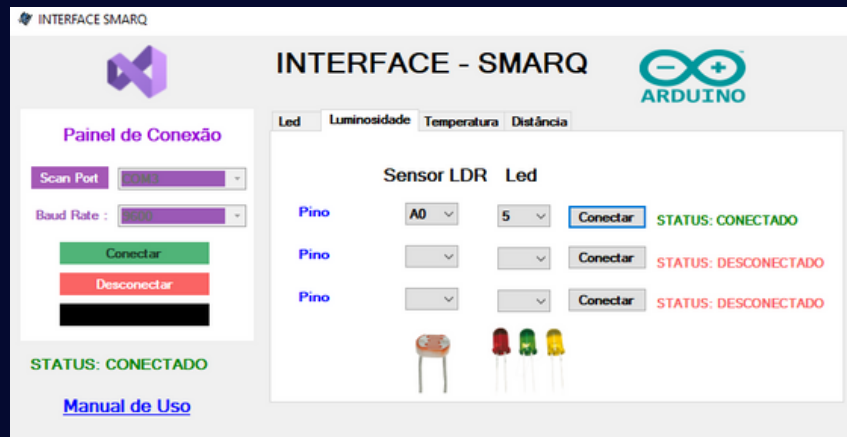 INTERFACE SMARQ
INTERFACE - SMARQ
ARDUINO
Painel de Conexão
Scan Port COM3
Baud Rate : 9600
Conectar
Desconectar
STATUS: CONECTADO
Manual de Uso
Led Luminosidade Temperatura Distância
Sensor LDR Led
Pino A0 5 Conectar STATUS: CONECTADO
Pino Conectar STATUS: DESCONECTADO
Pino Conectar STATUS: DESCONECTADO